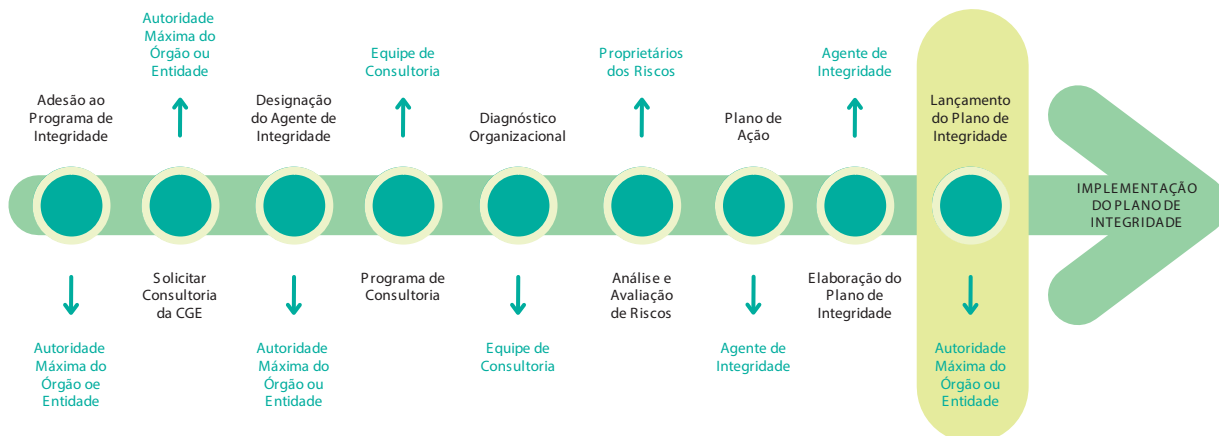 Autoridade
Máxima do
Órgão ou
Entidade
Equipe de
Consultoria
Proprietários
dos Riscos
Agente de
Integridade
Adesão ao
Programa de
Integridade
Designação
do Agente de
Integridade
Diagnóstico
Organizacional
Plano de
Ação
Lançamento
do Plano de
Integridade
IMPLEMENTAÇÃO
DO PLANO DE
INTEGRIDADE
Solicitar
Consultoria
da CGE
Programa de
Consultoria
Análise e
Avaliação
de Riscos
Elaboração do
Plano de
Integridade
Autoridade
Máxima do
Órgão oe
Entidade
Autoridade
Máxima do
Órgão ou
Entidade
Equipe de
Consultoria
Agente de
Integridade
Autoridade
Máxima do
Órgão ou
Entidade